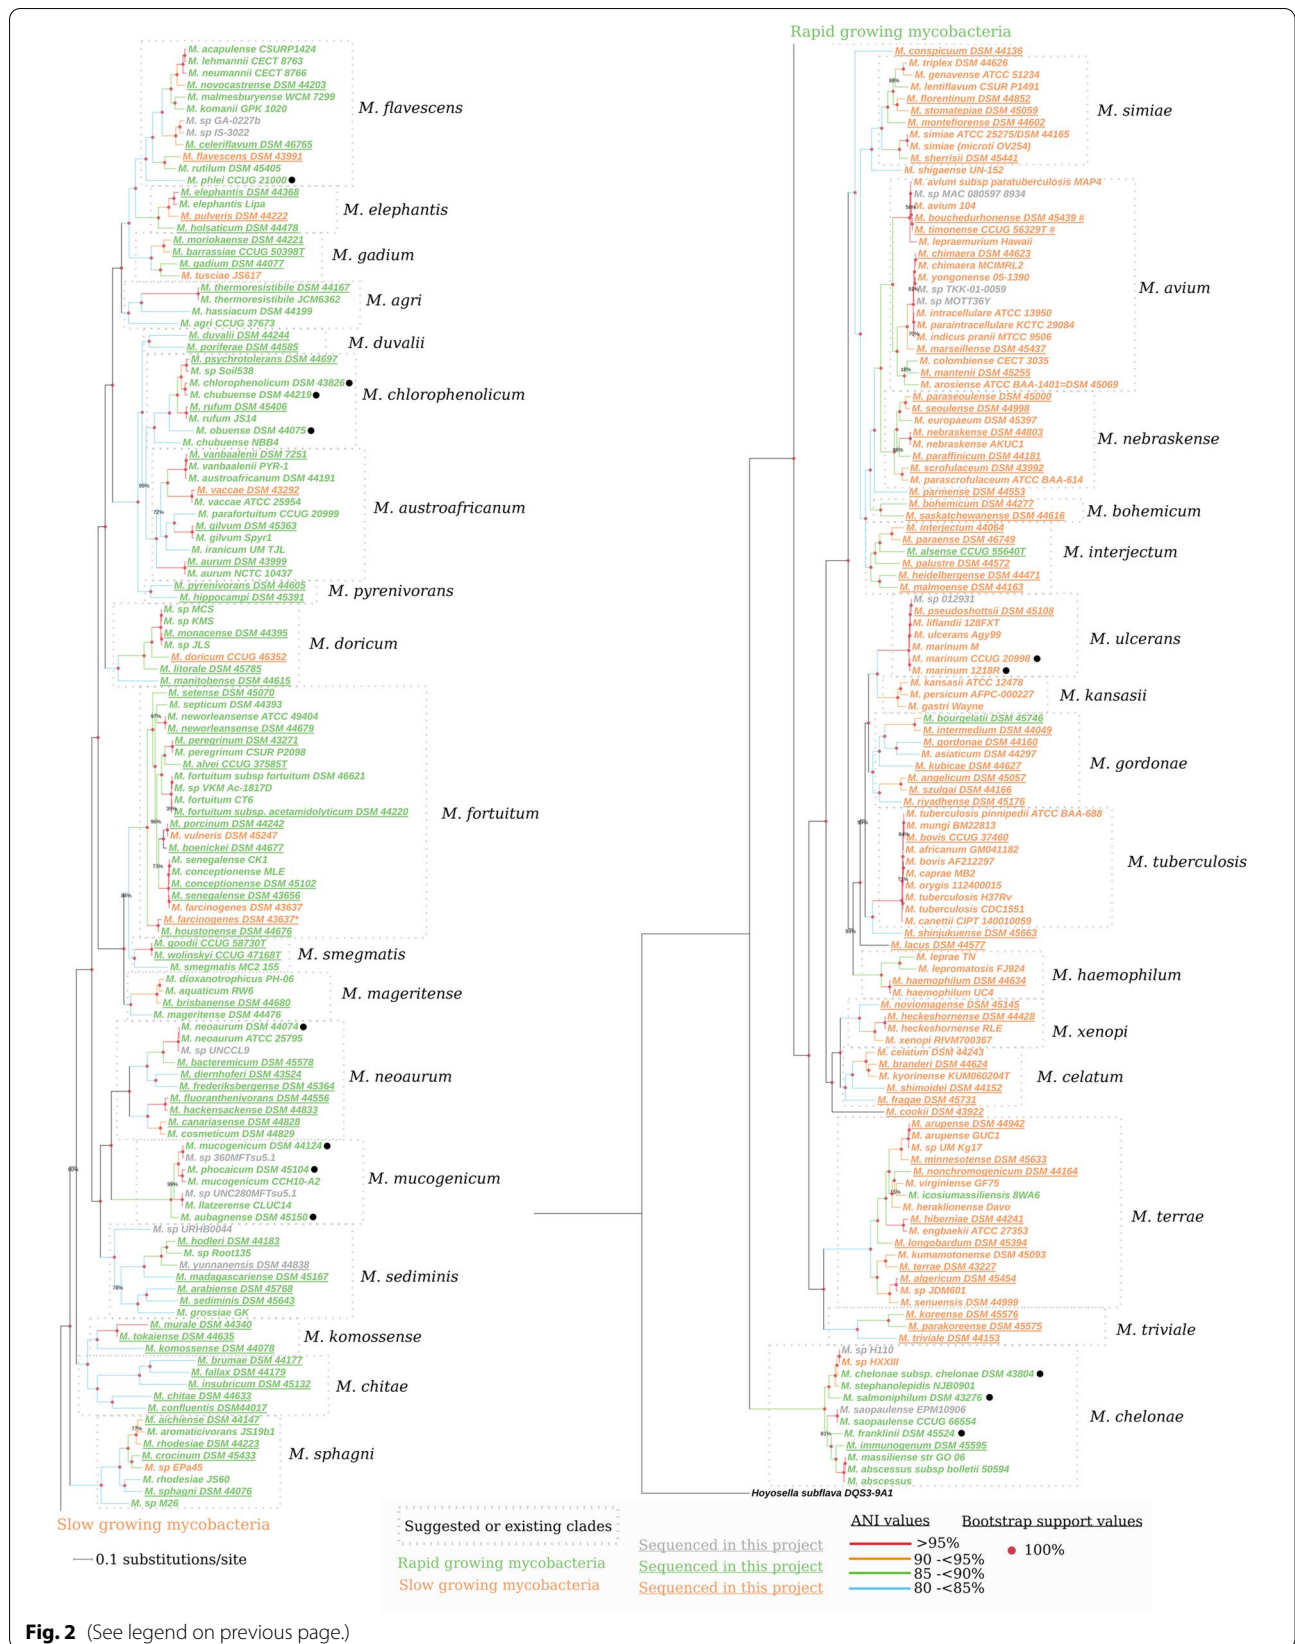 M. acapulense CSURP1424
M. lehmannii CECT 8763
M. neumannii CECT 8766
M. novocastrense DSM 44203
M. malmesburyense WCM 7299
M. komanii GPK 1020
M. sp GA-0227b
M. sp IS-3022
M. celeriflavum DSM 46765
M. flavescens DSM 43991
M. rutilum DSM 45405
M. phlei CCUG 21000
M. flavescens
M. elephantis DSM 44368
M. elephantis Lipa
M. pulveris DSM 44222
M. holsaticum DSM 44478
M. elephantis
M. moriokaense DSM 44221
M. barrassiae CCUG 50398T
M. gadium DSM 44077
M. tusciae JS617
M. gadium
M. thermoresistibile DSM 44167
M. thermoresistibile JCM6362
M. hassiacum DSM 44199
M. agri CCUG 37673
M. agri
M. duvalii DSM 44244
M. poriferae DSM 44585
M. duvalii
M. psychrotolerans DSM 44697
M. sp Soil538
M. chlorophenolicum DSM 43826
M. chubuense DSM 44219
M. rufum DSM 45406
M. rufum JS14
M. obuense DSM 44075
M. chubuense NBB4
M. chlorophenolicum
M. vanbaalenii DSM 7251
M. vanbaalenii PYR-1
M. austroafricanum DSM 44191
M. vaccae DSM 43292
M. vaccae ATCC 25954
M. parafortuitum CCUG 20999
M. gilvum DSM 45363
M. gilvum Spyr1
M. iranicum UM TJL
M. aurum DSM 43999
M. aurum NCTC 10437
99%
72%
M. austroafricanum
M. pyrenivorans DSM 44605
M. hippocampi DSM 45391
M. pyrenivorans
M. sp MCS
M. sp KMS
M. monacense DSM 44395
M. sp JLS
M. doricum CCUG 46352
M. litorale DSM 45785
M. manitobense DSM 44615
M. doricum
M. setense DSM 45070
M. septicum DSM 44393
M. neworleansense ATCC 49404
M. neworleansense DSM 44679
M. peregrinum DSM 43271
M. peregrinum CSUR P2098
M. alvei CCUG 37585T
M. fortuitum subsp fortuitum DSM 46621
M. sp VKM Ac-1817D
M. fortuitum CT6
M. fortuitum subsp. acetamidolyticum DSM 44220
M. porcinum DSM 44242
M. vulneris DSM 45247
M. boenickei DSM 44677
M. senegalense CK1
M. conceptionense MLE
M. conceptionense DSM 45102
M. senegalense DSM 43656
M. farcinogenes DSM 43637
M. farcinogenes DSM 43637*
M. houstonense DSM 44676
M. fortuitum
M. goodii CCUG 58730T
M. wolinskyi CCUG 47168T
M. smegmatis MC2 155
M. smegmatis
M. dioxanotrophicus PH-06
M. aquaticum RW6
M. brisbanense DSM 44680
M. mageritense DSM 44476
M. mageritense
M. neoaurum DSM 44074
M. neoaurum ATCC 25795
M. sp UNCCL9
M. bacteremicum DSM 45578
M. diernhoferi DSM 43524
M. frederiksbergense DSM 45364
M. fluoranthenivorans DSM 44556
M. hackensackense DSM 44833
M. canariasense DSM 44828
M. cosmeticum DSM 44829
M. neoaurum
M. mucogenicum DSM 44124
M. sp 360MFTsu5.1
M. phocaicum DSM 45104
M. mucogenicum CCH10-A2
M. sp UNC280MFTsu5.1
M. llatzerense CLUC14
M. aubagnense DSM 45150
M. mucogenicum
M. sp URHB0044
M. hodleri DSM 44183
M. sp Root135
M. yunnanensis DSM 44838
M. madagascariense DSM 45167
M. arabiense DSM 45768
M. sediminis DSM 45643
M. grossiae GK
78%
M. sediminis
M. murale DSM 44340
M. tokaiense DSM 44635
M. komossense DSM 44078
M. komossense
M. brumae DSM 44177
M. fallax DSM 44179
M. insubricum DSM 45132
M. chitae DSM 44633
M. confluentis DSM44017
M. chitae
M. aichiense DSM 44147
M. aromaticivorans JS19b1
M. rhodesiae DSM 44223
M. crocinum DSM 45433
M. sp EPa45
M. rhodesiae JS60
M. sphagni DSM 44076
M. sp M26
M. sphagni
Slow growing mycobacteria
0.1 substitutions/site
Rapid growing mycobacteria
M. conspicuum DSM 44136
M. triplex DSM 44626
M. genavense ATCC 51234
M. lentiflavum CSUR P1491
M. florentinum DSM 44852
M. stomatepiae DSM 45059
M. montefiorense DSM 44602
M. simiae ATCC 25275/DSM 44165
M. simiae (microti OV254)
M. sherrisii DSM 45441
M. shigaense UN-152
M. simiae
M. avium subsp paratuberculosis MAP4
M. sp MAC 080597 8934
M. avium 104
M. bouchedurhonense DSM 45439 #
M. timonense CCUG 56329T #
M. lepraemurium Hawaii
M. chimaera DSM 44623
M. chimaera MCIMRL2
M. yongonense 05-1390
M. sp TKK-01-0059
M. sp MOTT36Y
M. intracellulare ATCC 13950
M. paraintracellulare KCTC 29084
M. indicus pranii MTCC 9506
M. marseillense DSM 45437
M. colombiense CECT 3035
M. mantenii DSM 45255
M. arosiense ATCC BAA-1401=DSM 45069
M. avium
M. paraseoulense DSM 45000
M. seoulense DSM 44998
M. europaeum DSM 45397
M. nebraskense DSM 44803
M. nebraskense AKUC1
M. paraffinicum DSM 44181
M. scrofulaceum DSM 43992
M. parascrofulaceum ATCC BAA-614
M. parmense DSM 44553
M. nebraskense
M. bohemicum DSM 44277
M. saskatchewanense DSM 44616
M. bohemicum
M. interjectum 44064
M. paraense DSM 46749
M. alsense CCUG 55640T
M. palustre DSM 44572
M. heidelbergense DSM 44471
M. malmoense DSM 44163
M. interjectum
M. sp 012931
M. pseudoshottsii DSM 45108
M. liflandii 128FXT
M. ulcerans Agy99
M. marinum M
M. marinum CCUG 20998
M. marinum 1218R
M. ulcerans
M. kansasii ATCC 12478
M. persicum AFPC-000227
M. gastri Wayne
M. kansasii
M. bourgelatii DSM 45746
M. intermedium DSM 44049
M. gordonae DSM 44160
M. asiaticum DSM 44297
M. kubicae DSM 44627
M. angelicum DSM 45057
M. szulgai DSM 44166
M. riyadhense DSM 45176
M. gordonae
M. tuberculosis pinnipedii ATCC BAA-688
M. mungi BM22813
M. bovis CCUG 37460
M. africanum GM041182
M. bovis AF212297
M. caprae MB2
M. orygis 112400015
M. tuberculosis H37Rv
M. tuberculosis CDC1551
M. canettii CIPT 140010059
M. shinjukuense DSM 45663
M. lacus DSM 44577
M. tuberculosis
M. leprae TN
M. lepromatosis FJ924
M. haemophilum DSM 44634
M. haemophilum UC4
M. haemophilum
M. noviomagense DSM 45145
M. heckeshornense DSM 44428
M. heckeshornense RLE
M. xenopi RIVM700367
M. xenopi
M. celatum DSM 44243
M. branderi DSM 44624
M. kyorinense KUM060204T
M. shimoidei DSM 44152
M. fragae DSM 45731
M. cookii DSM 43922
M. celatum
M. arupense DSM 44942
M. arupense GUC1
M. sp UM Kg17
M. minnesotense DSM 45633
M. nonchromogenicum DSM 44164
M. virginiense GF75
M. icosiumassiliensis 8WA6
M. heraklionense Davo
M. hiberniae DSM 44241
M. engbaekii ATCC 27353
M. longobardum DSM 45394
M. kumamotonense DSM 45093
M. terrae DSM 43227
M. algericum DSM 45454
M. sp JDM601
M. senuensis DSM 44999
M. terrae
M. koreense DSM 45576
M. parakoreense DSM 45575
M. triviale DSM 44153
M. triviale
M. sp H110
M. sp HXXIII
M. chelonae subsp. chelonae DSM 43804
M. stephanolepidis NJB0901
M. salmoniphilum DSM 43276
M. saopaulense EPM10906
M. saopaulense CCUG 66554
M. franklinii DSM 45524
M. immunogenum DSM 45595
M. massiliense str GO 06
M. abscessus subsp bolletii 50594
M. abscessus
M. chelonae
Hoyosella subflava DQS3-9A1
Suggested or existing clades
Rapid growing mycobacteria
Slow growing mycobacteria
Sequenced in this project
Sequenced in this project
Sequenced in this project
ANI values
>95%
90 -<95%
85 -<90%
80 -<85%
Bootstrap support values
100%
Fig. 2 (See legend on previous page.)